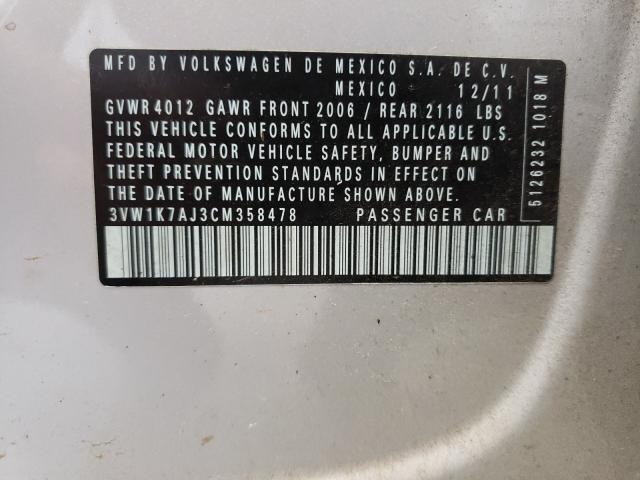 MFD BY VOLKSWAGEN DE MEXICO S.A. DE C.V.
MEXICO 12/11
GVWR 4012 GAWR FRONT 2006 / REAR 2116 LBS
THIS VEHICLE CONFORMS TO ALL APPLICABLE U.S.
FEDERAL MOTOR VEHICLE SAFETY, BUMPER AND
THEFT PREVENTION STANDARDS IN EFFECT ON
THE DATE OF MANUFACTURE SHOWN ABOVE.
3VW1K7AJ3CM358478 PASSENGER CAR
5126232 1018 M